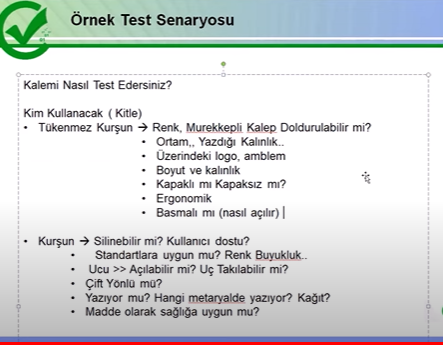 Örnek Test Senaryosu
Kalemi Nasıl Test Edersiniz?
Kim Kullanacak ( Kitle)
• Tükenmez Kurşun → Renk, Murekkepli Kalep Doldurulabilir mi?
• Ortam,, Yazdığı Kalınlık..
• Üzerindeki logo, amblem
• Boyut ve kalınlık
• Kapaklı mı Kapaksız mı?
• Ergonomik
• Basmalı mı (nasıl açılır)
• Kurşun → Silinebilir mi? Kullanıcı dostu?
• Standartlara uygun mu? Renk Buyukluk..
• Ucu >> Açılabilir mi? Uç Takılabilir mi?
• Çift Yönlü mü?
• Yazıyor mu? Hangi metaryalde yazıyor? Kağıt?
• Madde olarak sağlığa uygun mu?